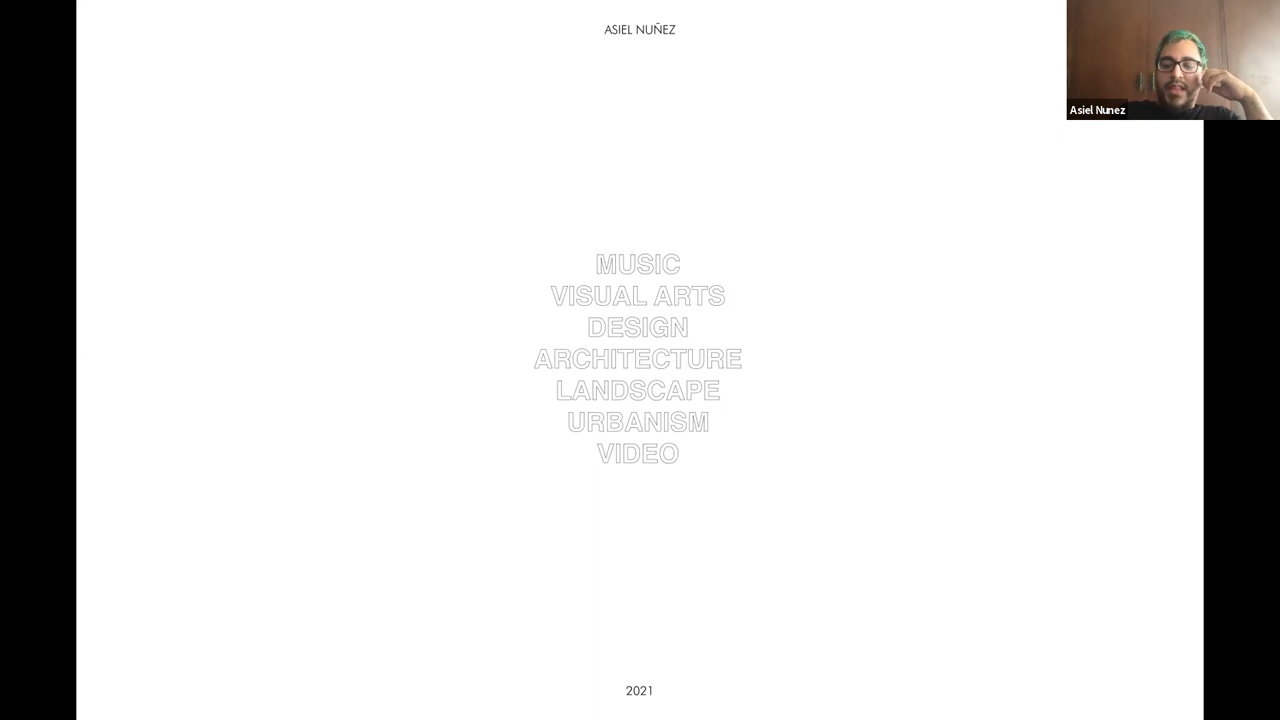 ASIEL NUÑEZ
Asiel Nunez
MUSIC
VISUAL ARTS
DESIGN
ARCHITECTURE
LANDSCAPE
URBANISM
VIDEO
2021